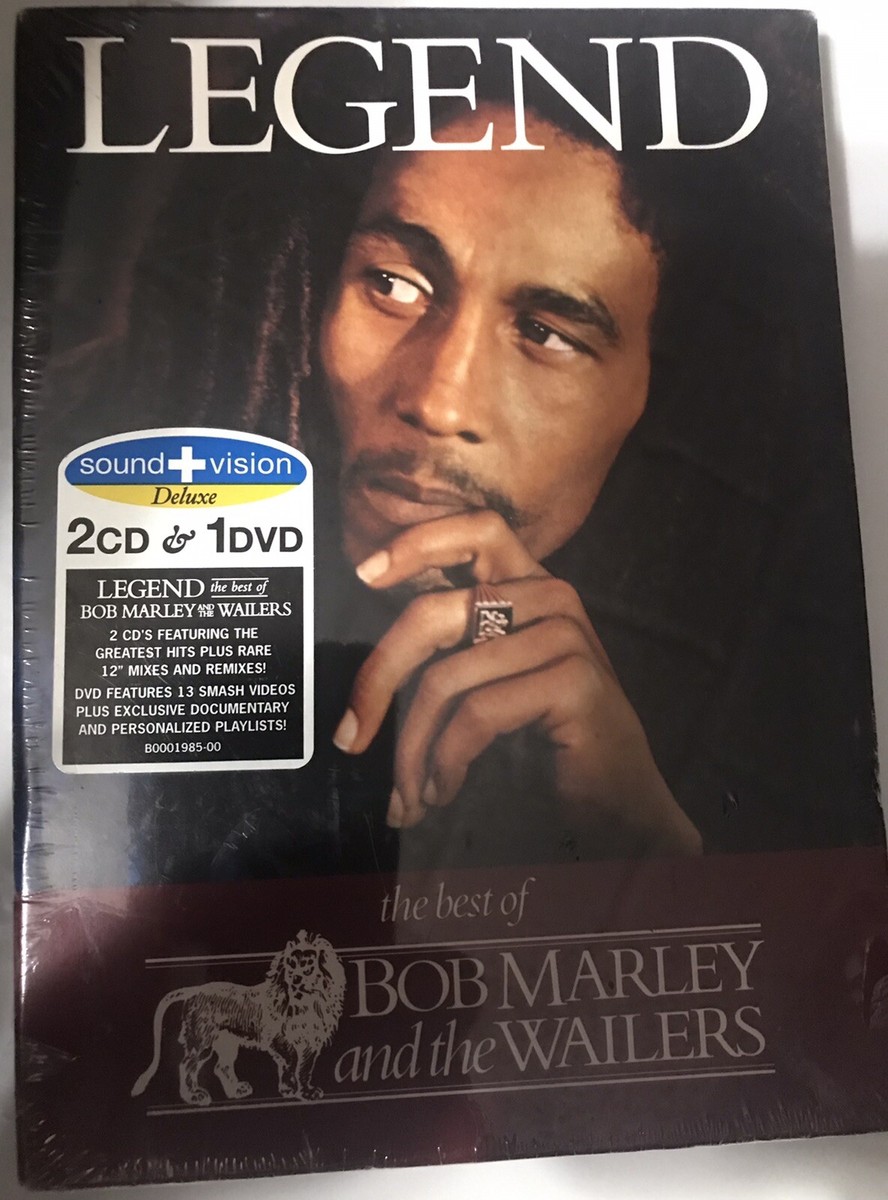 LEGEND
sound+vision
Deluxe
2CD & 1DVD
LEGEND the best of
BOB MARLEY AND THE WAILERS
2 CD'S FEATURING THE
GREATEST HITS PLUS RARE
12" MIXES AND REMIXES!
DVD FEATURES 13 SMASH VIDEOS
PLUS EXCLUSIVE DOCUMENTARY
AND PERSONALIZED PLAYLISTS!
B0001985-00
the best of
BOB MARLEY
and the WAILERS